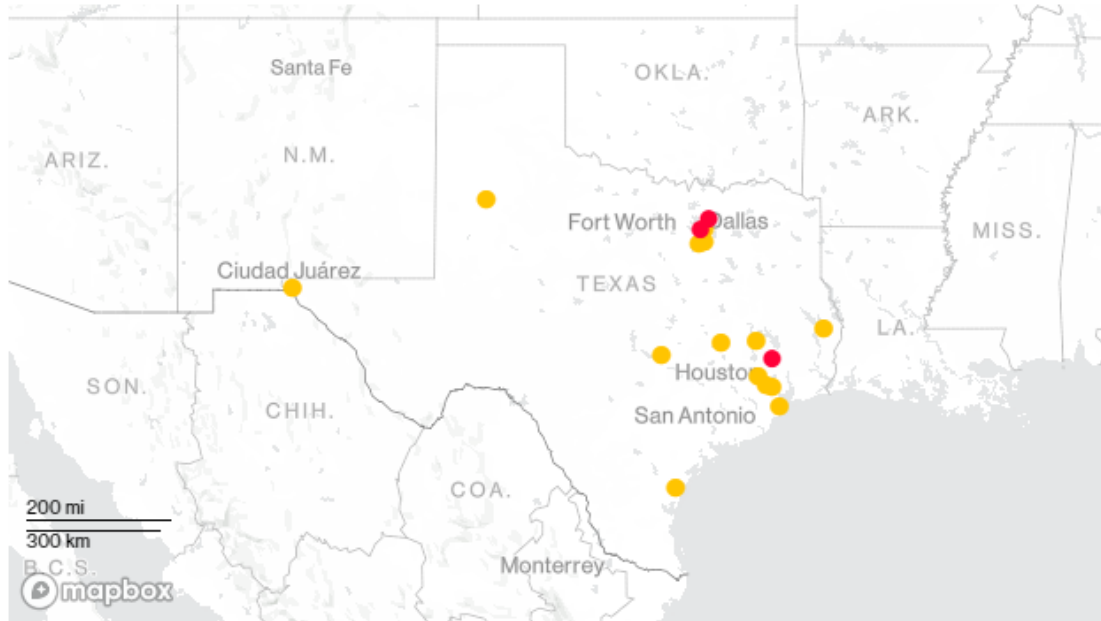 Santa Fe
OKLA.
ARK.
ARIZ.
N.M.
Fort Worth
Dallas
MISS.
Ciudad Juárez
TEXAS
LA.
SON.
Houston
CHIH.
San Antonio
COA.
200 mi
300 km
Monterrey
B.C.S.
mapbox